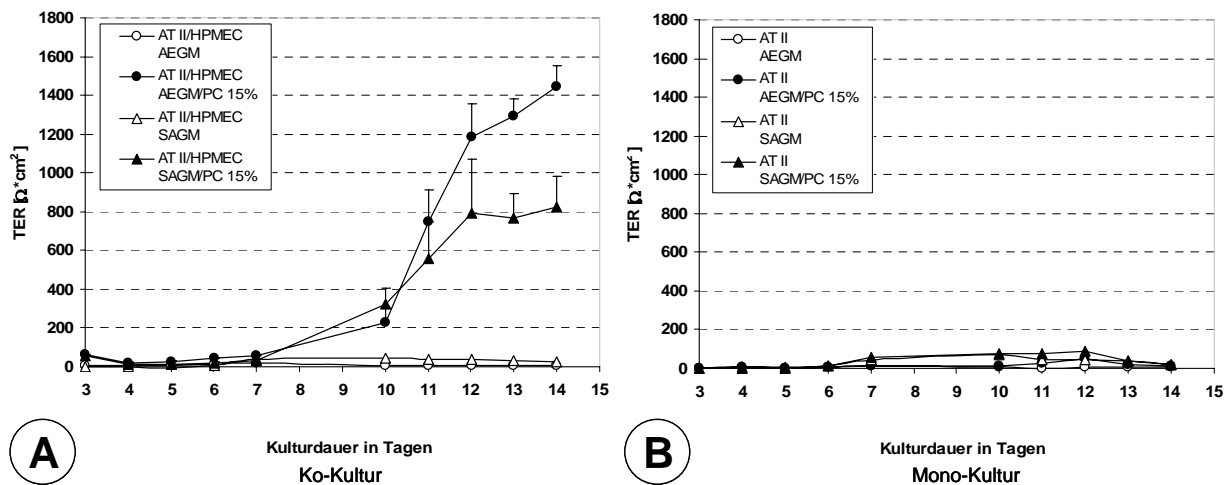 1800
1600
1400
1200
1000
800
600
400
200
0
TER [Ω*cm²]
AT II/HPMEC
AEGM
AT II/HPMEC
AEGM/PC 15%
AT II/HPMEC
SAGM
AT II/HPMEC
SAGM/PC 15%
3 4 5 6 7 8 9 10 11 12 13 14 15
Kulturdauer in Tagen
Ko-Kultur
A
1800
1600
1400
1200
1000
800
600
400
200
0
TER [Ω*cm²]
AT II
AEGM
AT II
AEGM/PC 15%
AT II
SAGM
AT II
SAGM/PC 15%
3 4 5 6 7 8 9 10 11 12 13 14 15
Kulturdauer in Tagen
Mono-Kultur
B